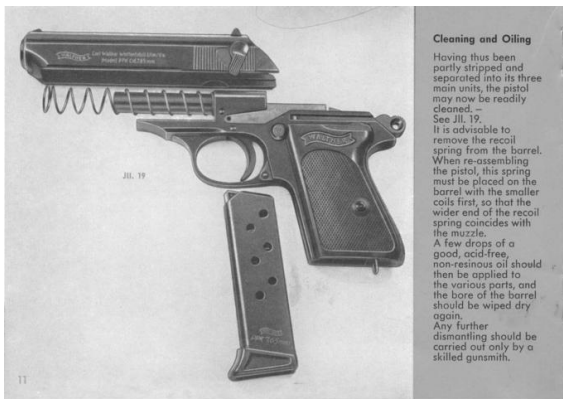 WALTHER
WALTHER
Jll. 19
11
Cleaning and Oiling
Having thus been
partly stripped and
separated into its three
main units, the pistol
may now be readily
cleaned. –
See Jll. 19.
It is advisable to
remove the recoil
spring from the barrel.
When re-assembling
the pistol, this spring
must be placed on the
barrel with the smaller
coils first, so that the
wider end of the recoil
spring coincides with
the muzzle.
A few drops of a
good, acid-free,
non-resinous oil should
then be applied to
the various parts, and
the bore of the barrel
should be wiped dry
again.
Any further
dismantling should be
carried out only by a
skilled gunsmith.